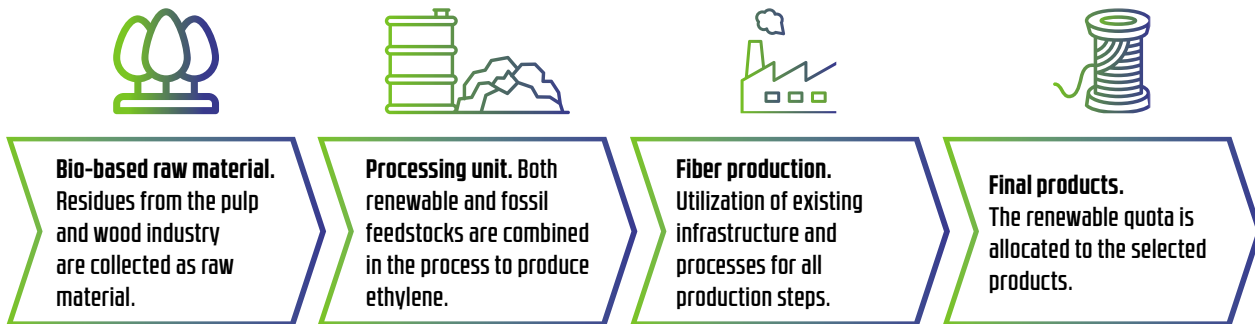 Bio-based raw material.
Residues from the pulp
and wood industry
are collected as raw
material.
Processing unit. Both
renewable and fossil
feedstocks are combined
in the process to produce
ethylene.
Fiber production.
Utilization of existing
infrastructure and
processes for all
production steps.
Final products.
The renewable quota is
allocated to the selected
products.